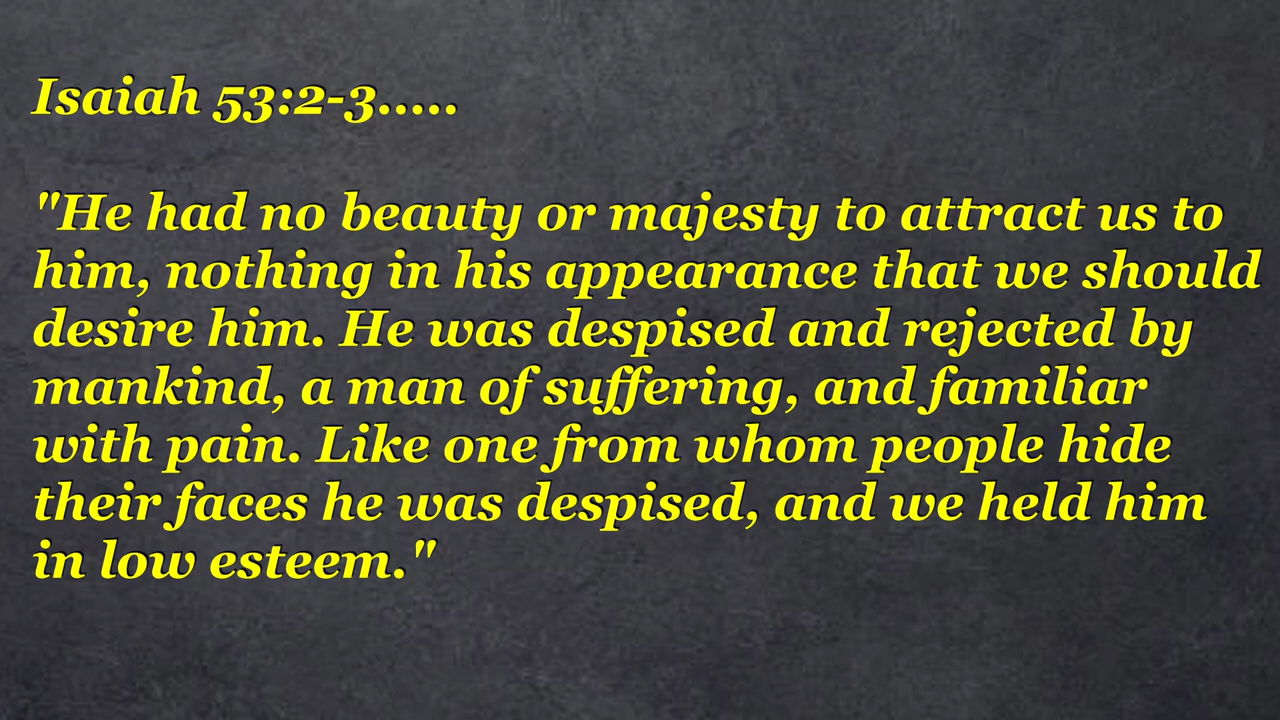 Isaiah 53:2-3.....
"He had no beauty or majesty to attract us to
him, nothing in his appearance that we should
desire him. He was despised and rejected by
mankind, a man of suffering, and familiar
with pain. Like one from whom people hide
their faces he was despised, and we held him
in low esteem."